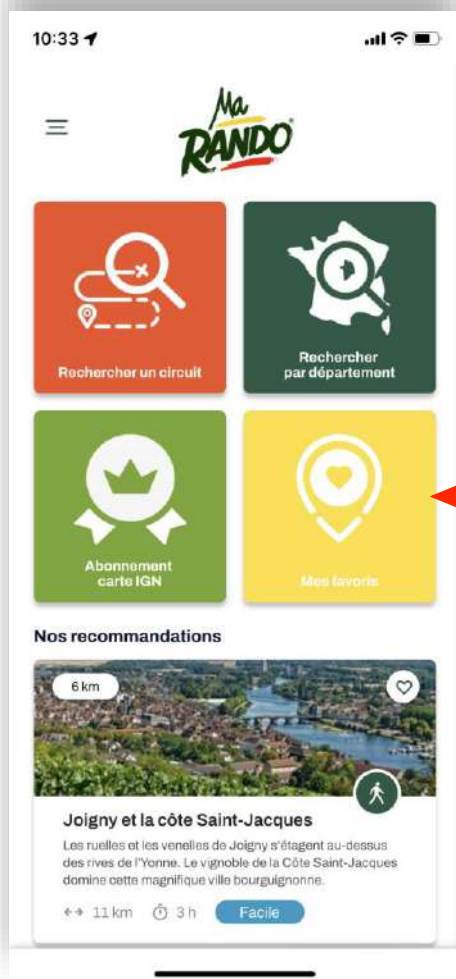 10:33
Ma
RANDO
Rechercher un circuit
Rechercher
par département
Abonnement
carte IGN
Mes favoris
Nos recommandations
6 km
Joigny et la côte Saint-Jacques
Les ruelles et les venelles de Joigny s'étagent au-dessus
des rives de l'Yonne. Le vignoble de la Côte Saint-Jacques
domine cette magnifique ville bourguignonne.
11 km 3 h Facile